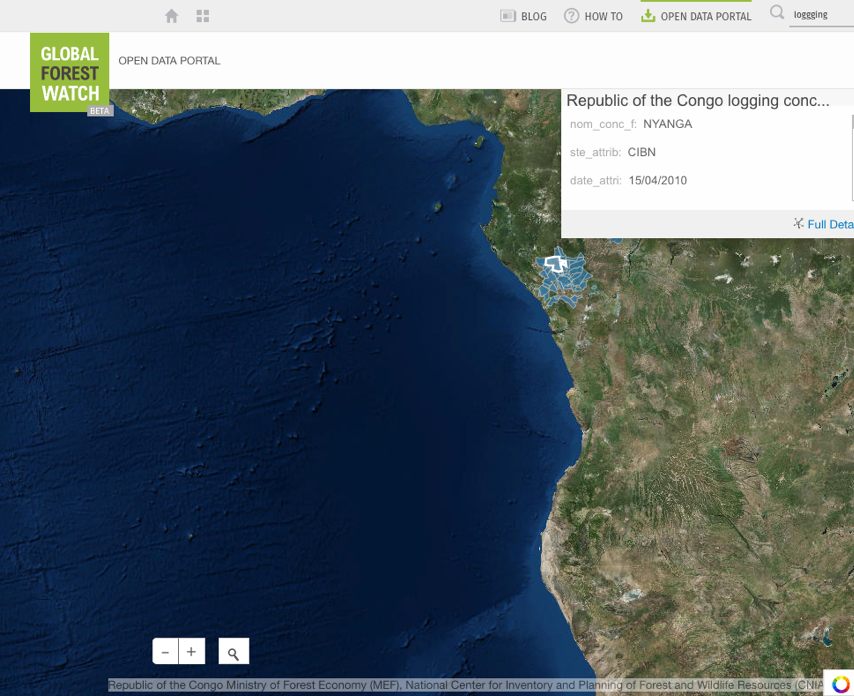 BLOG
HOW TO
OPEN DATA PORTAL
loggging
GLOBAL
FOREST
WATCH
BETA
OPEN DATA PORTAL
Republic of the Congo logging conc...
nom_conc_f: NYANGA
ste_attrib: CIBN
date_attri: 15/04/2010
Full Deta
− +
Republic of the Congo Ministry of Forest Economy (MEF), National Center for Inventory and Planning of Forest and Wildlife Resources (CNIA